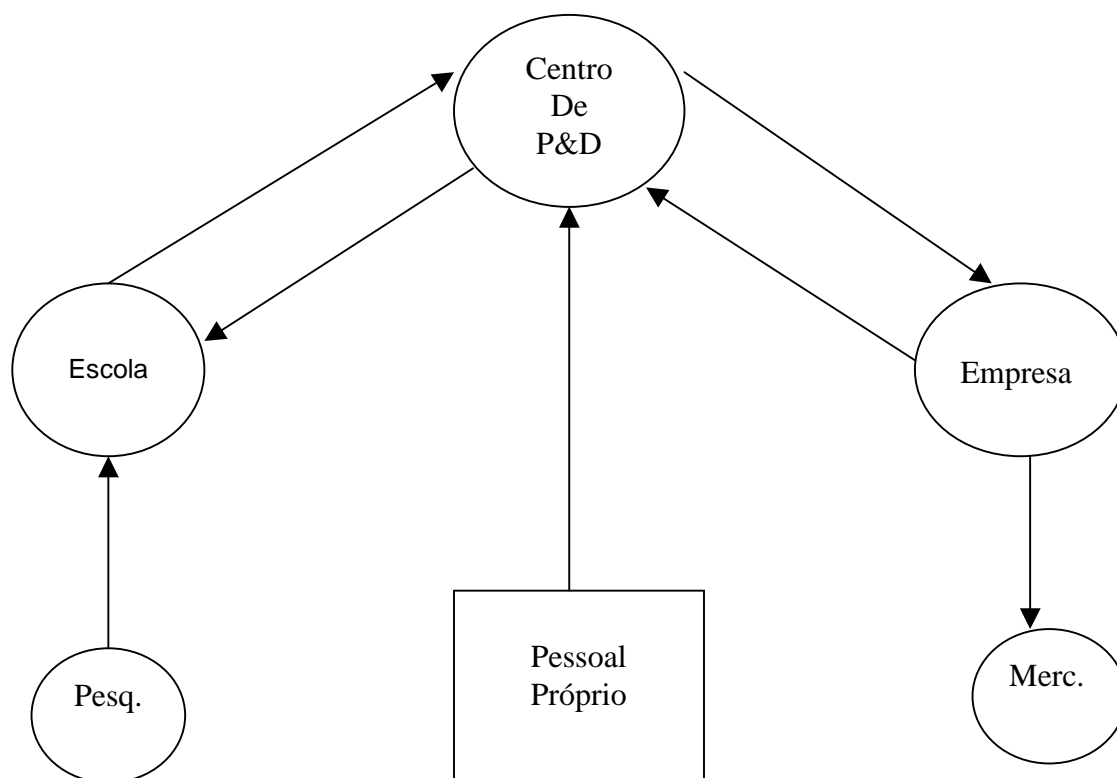 Centro
De
P&D
Escola
Empresa
Pesq.
Pessoal
Próprio
Merc.